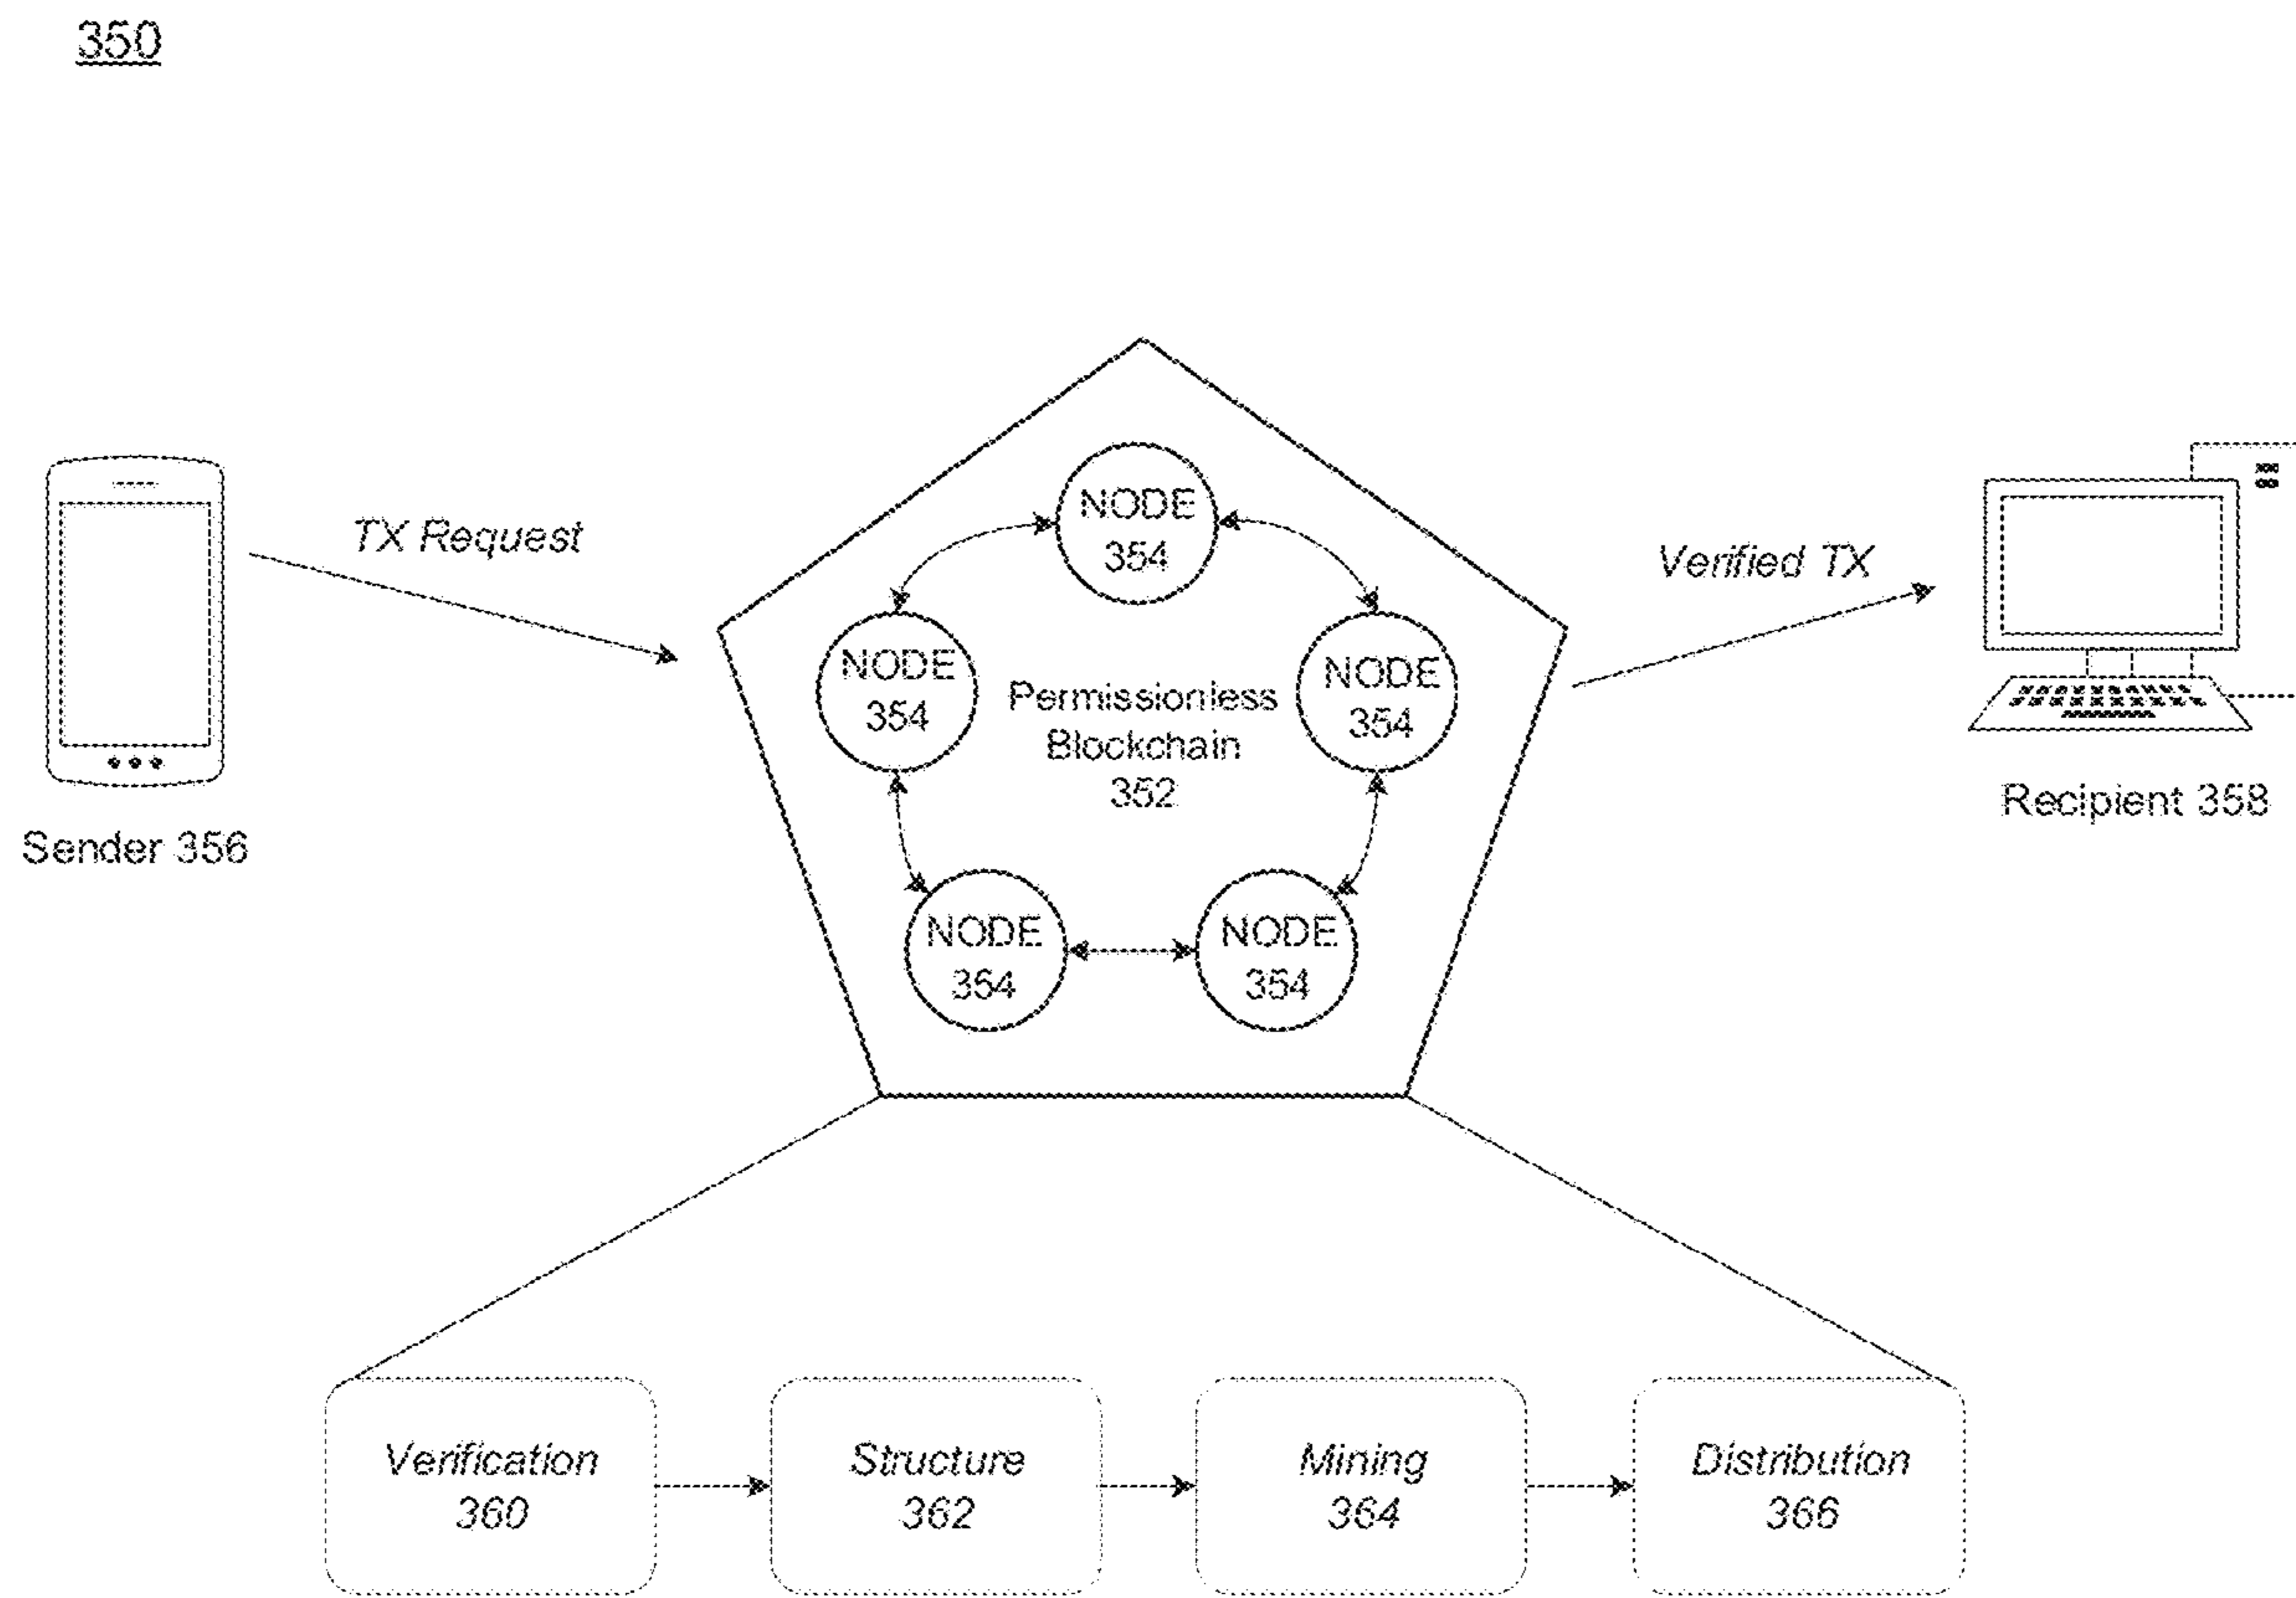 350
NODE
354
TX Request
Verified TX
NODE
354
Permissionless
Blockchain
352
NODE
354
Sender 356
Recipient 358
NODE
354
NODE
354
Verification
360
Structure
362
Mining
364
Distribution
366